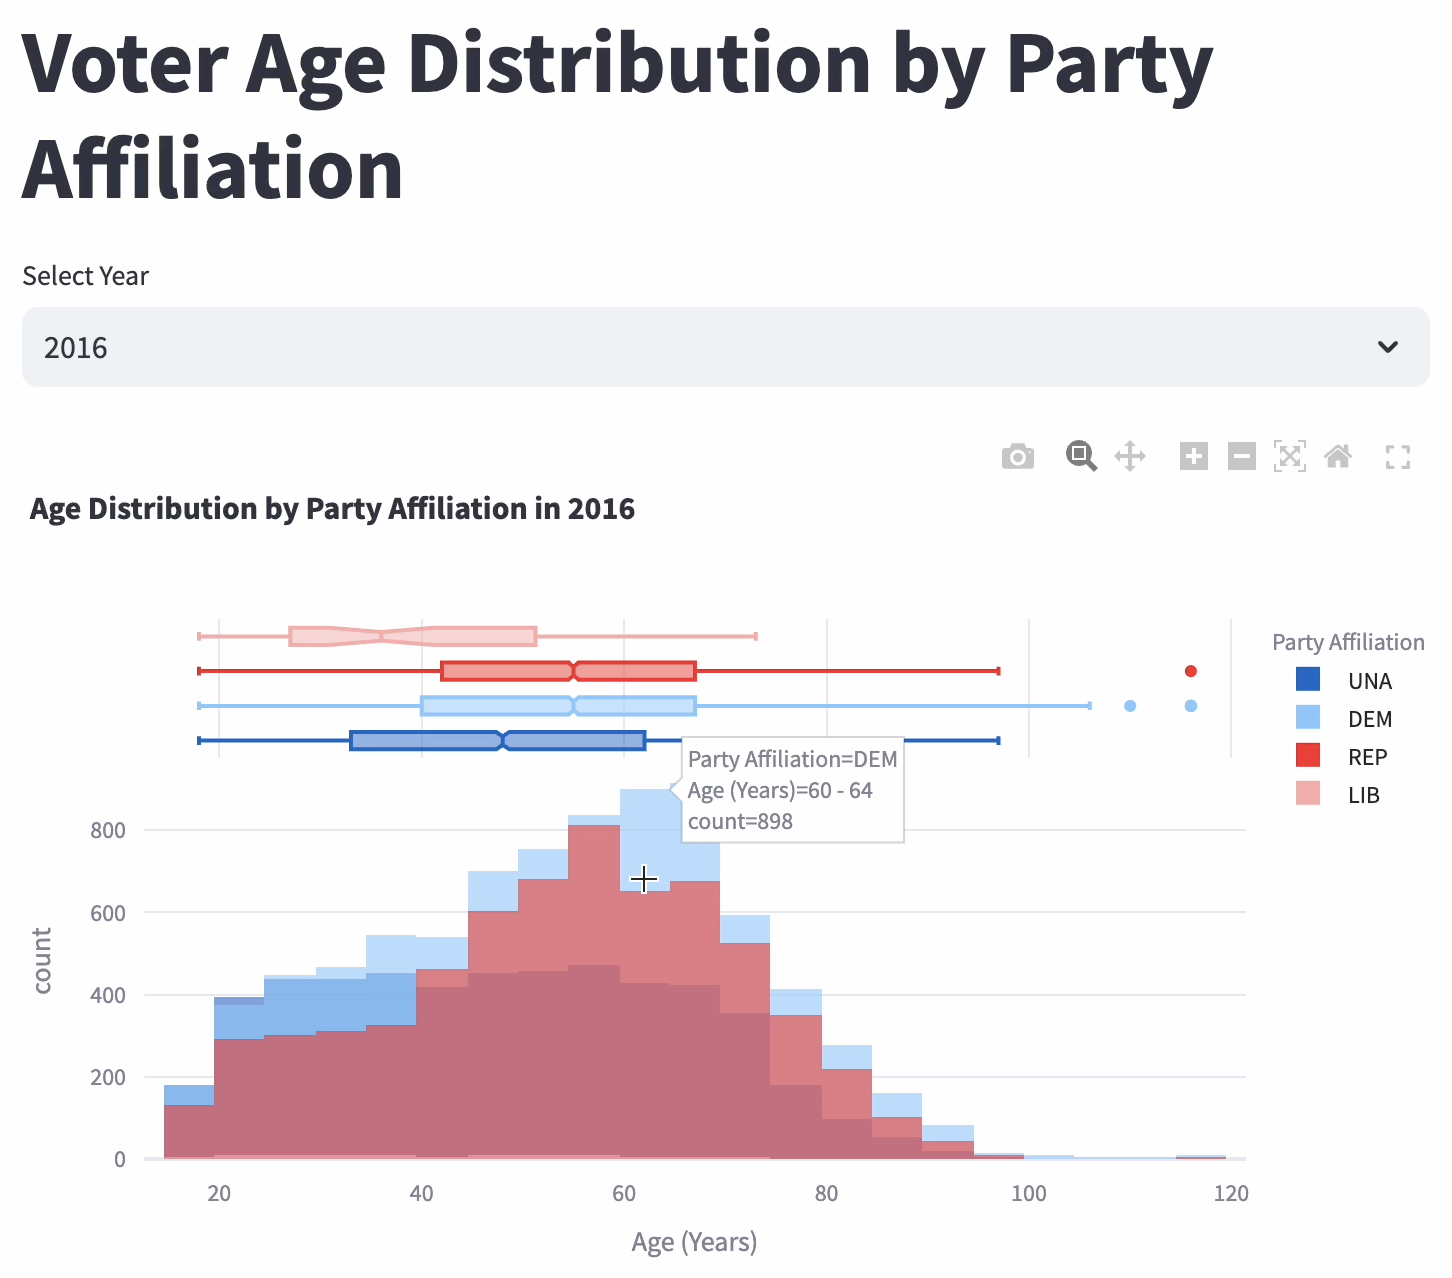 Voter Age Distribution by Party
Affiliation
Select Year
2016
Age Distribution by Party Affiliation in 2016
Party Affiliation
UNA
DEM
REP
LIB
Party Affiliation=DEM
Age (Years)=60 - 64
count=898
800
600
400
200
0
count
20 40 60 80 100 120
Age (Years)